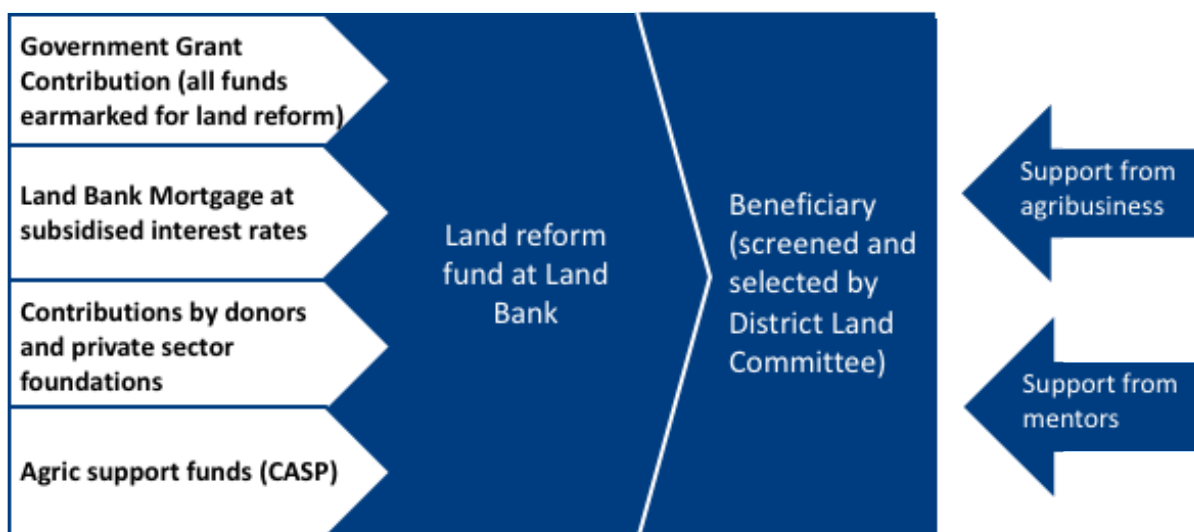 Government Grant
Contribution (all funds
earmarked for land reform)
Land Bank Mortgage at
subsidised interest rates
Contributions by donors
and private sector
foundations
Agric support funds (CASP)
Land reform
fund at Land
Bank
Beneficiary
(screened and
selected by
District Land
Committee)
Support from
agribusiness
Support from
mentors